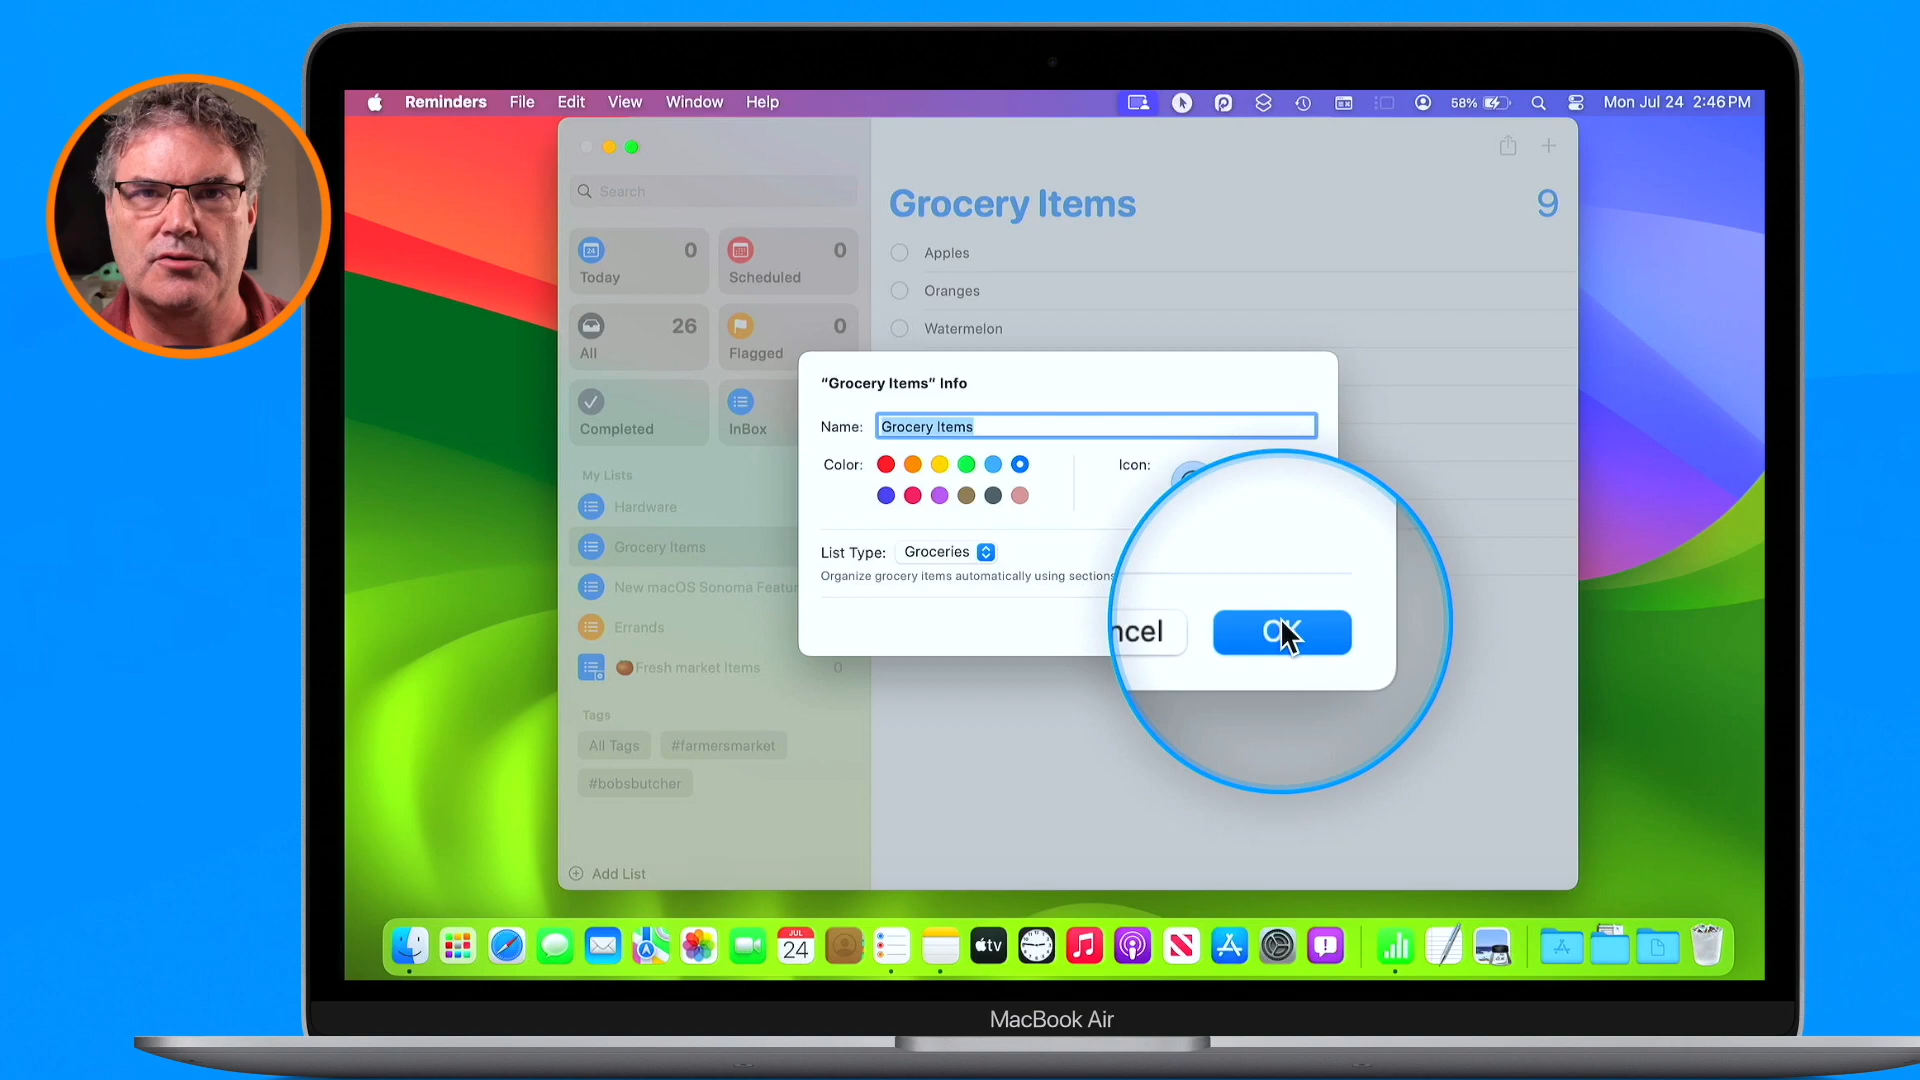 Reminders File Edit View Window Help 58% Mon Jul 24 2:46 PM
Search
0
Today
0
Scheduled
26
All
0
Flagged
Completed
InBox
My Lists
Hardware
Grocery Items
New macOS Sonoma Featur
Errands
Fresh market Items 0
Tags
All Tags #farmersmarket
#bobsbutcher
Add List
Grocery Items 9
Apples
Oranges
Watermelon
“Grocery Items” Info
Name: Grocery Items
Color: Icon:
List Type: Groceries
Organize grocery items automatically using sections
ncel OK
JUL
24
tv
MacBook Air